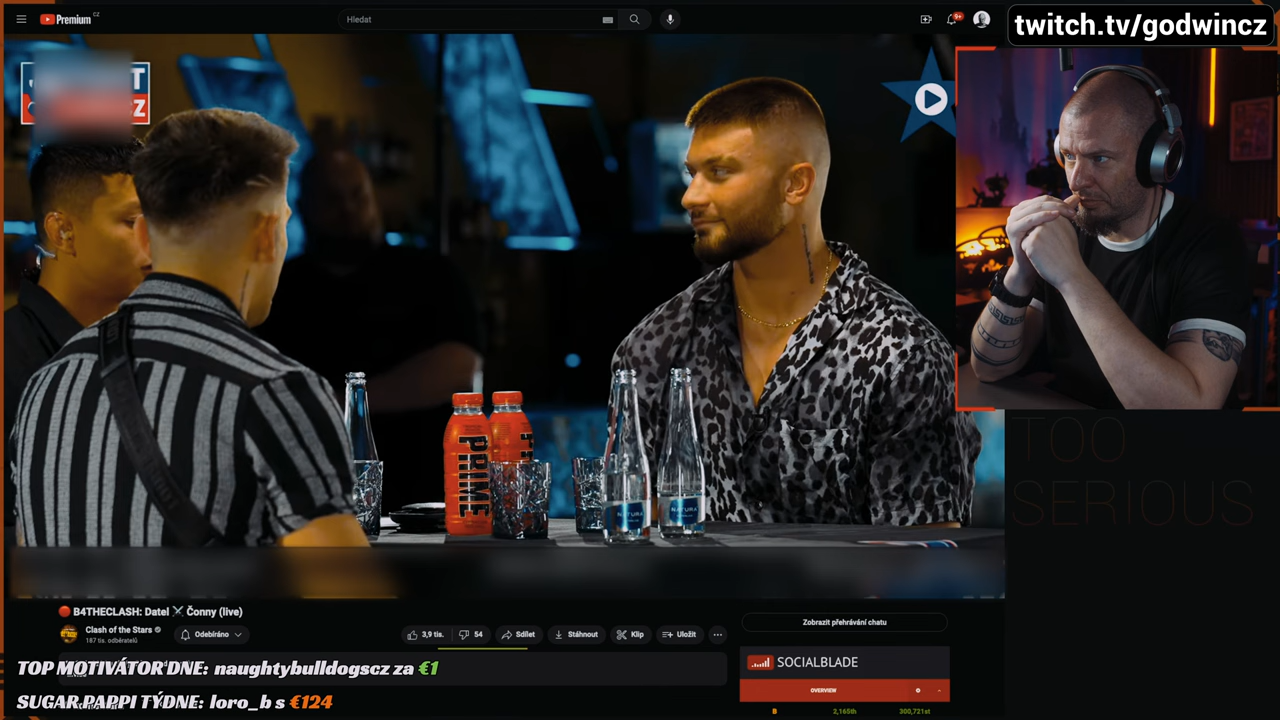 Premium CZ
Hledat
9+
twitch.tv/godwincz
PRIME
NATURA
NATURA
TOO
SERIOUS
B4THECLASH: Datel ⚔ Čonny (live)
Clash of the Stars
187 tis. odběratelů
Odebíráno
3,9 tis.
54
Sdílet
Stáhnout
Klip
Uložit
Zobrazit přehrávání chatu
SOCIALBLADE
OVERVIEW
B
2,165th
300,721st
TOP MOTIVÁTOR DNE: naughtybulldogscz za €1
SUGAR DAPPI TÝDNE: loro_b s €124